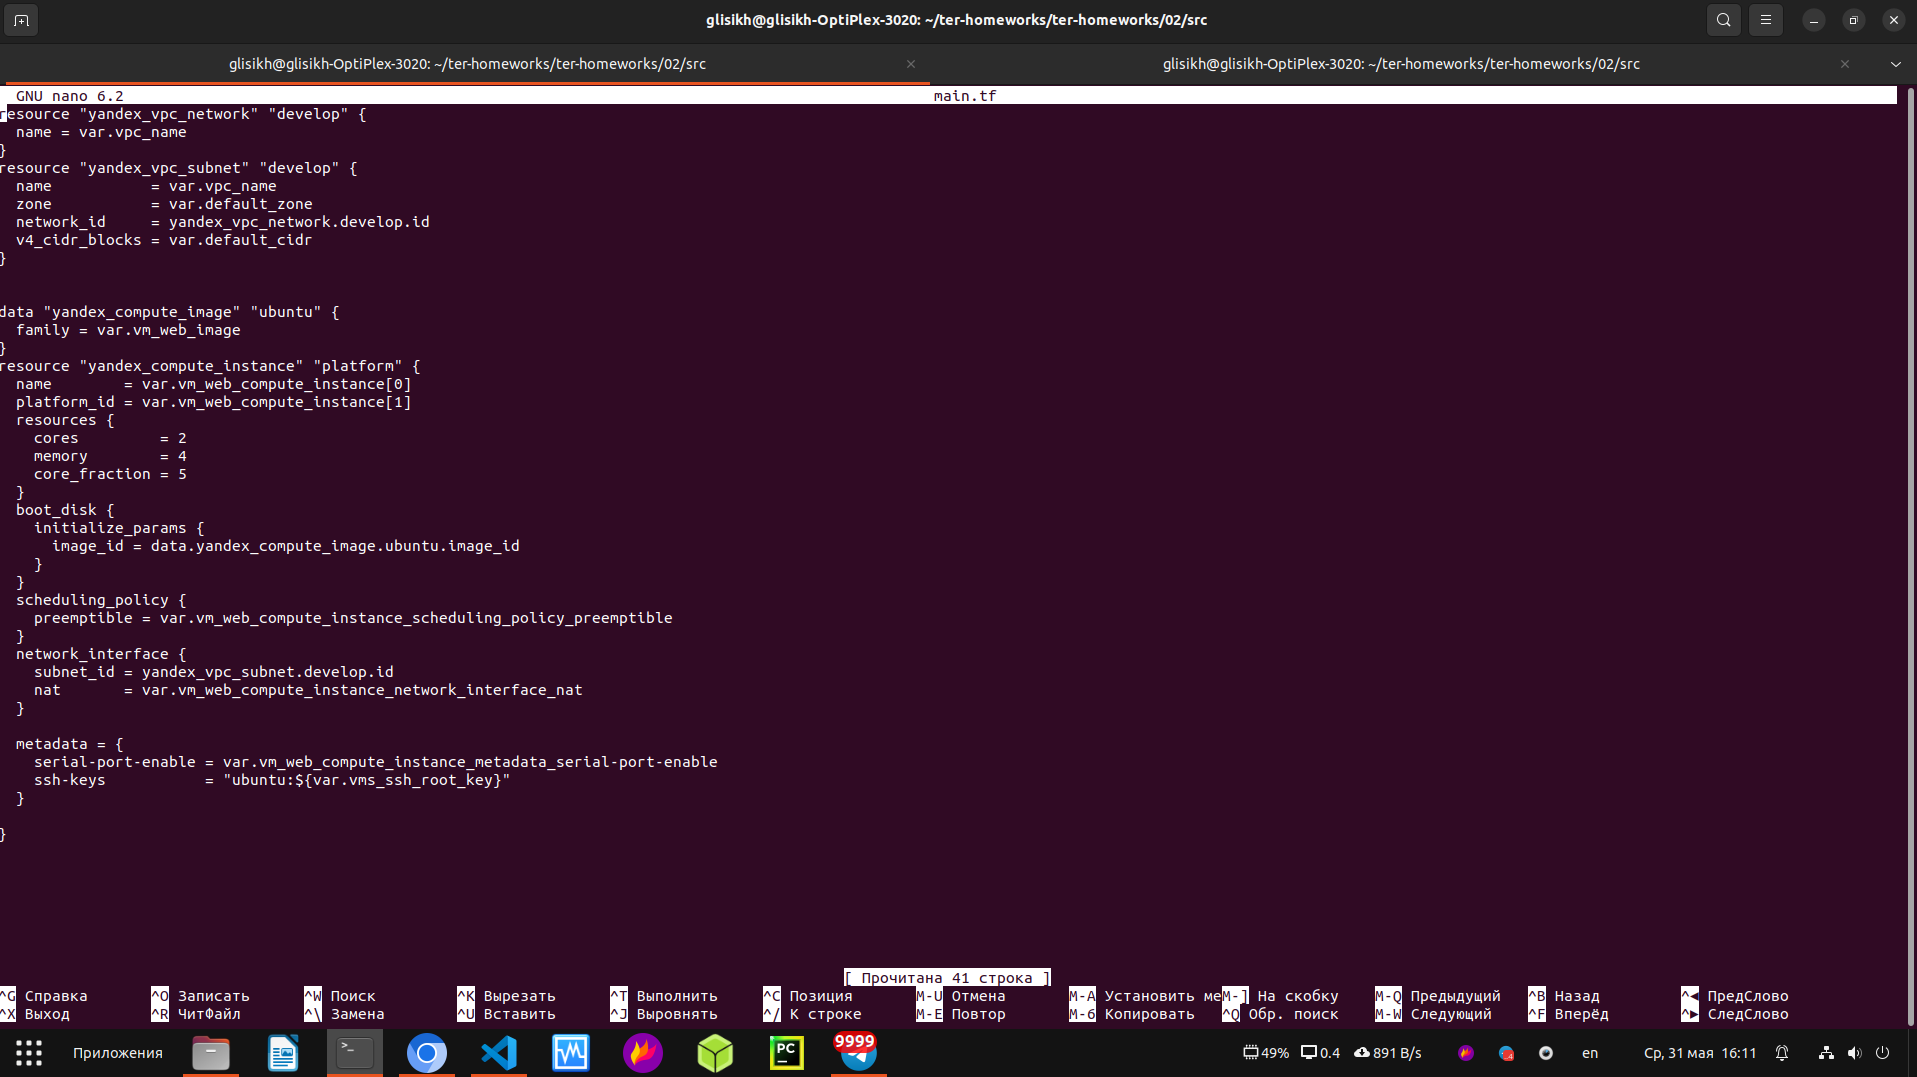 glisikh@glisikh-OptiPlex-3020: ~/ter-homeworks/ter-homeworks/02/src
glisikh@glisikh-OptiPlex-3020: ~/ter-homeworks/ter-homeworks/02/src
glisikh@glisikh-OptiPlex-3020: ~/ter-homeworks/ter-homeworks/02/src
GNU nano 6.2 main.tf
resource "yandex_vpc_network" "develop" {
  name = var.vpc_name
}
resource "yandex_vpc_subnet" "develop" {
  name           = var.vpc_name
  zone           = var.default_zone
  network_id     = yandex_vpc_network.develop.id
  v4_cidr_blocks = var.default_cidr
}
data "yandex_compute_image" "ubuntu" {
  family = var.vm_web_image
}
resource "yandex_compute_instance" "platform" {
  name        = var.vm_web_compute_instance[0]
  platform_id = var.vm_web_compute_instance[1]
  resources {
    cores         = 2
    memory        = 4
    core_fraction = 5
  }
  boot_disk {
    initialize_params {
      image_id = data.yandex_compute_image.ubuntu.image_id
    }
  }
  scheduling_policy {
    preemptible = var.vm_web_compute_instance_scheduling_policy_preemptible
  }
  network_interface {
    subnet_id = yandex_vpc_subnet.develop.id
    nat       = var.vm_web_compute_instance_network_interface_nat
  }
  metadata = {
    serial-port-enable = var.vm_web_compute_instance_metadata_serial-port-enable
    ssh-keys           = "ubuntu:${var.vms_ssh_root_key}"
  }
}
[ Прочитана 41 строка ]
^G Справка ^O Записать ^W Поиск ^K Вырезать ^T Выполнить ^C Позиция M-U Отмена M-A Установить ме M-] На скобку M-Q Предыдущий ^B Назад ^◄ ПредСлово
^X Выход ^R ЧитФайл ^\ Замена ^U Вставить ^J Выровнять ^/ К строке M-E Повтор M-6 Копировать ^Q Обр. поиск M-W Следующий ^F Вперёд ^► СледСлово
Приложения >_ PC 9999 49% 0.4 891 B/s en Ср, 31 мая 16:11